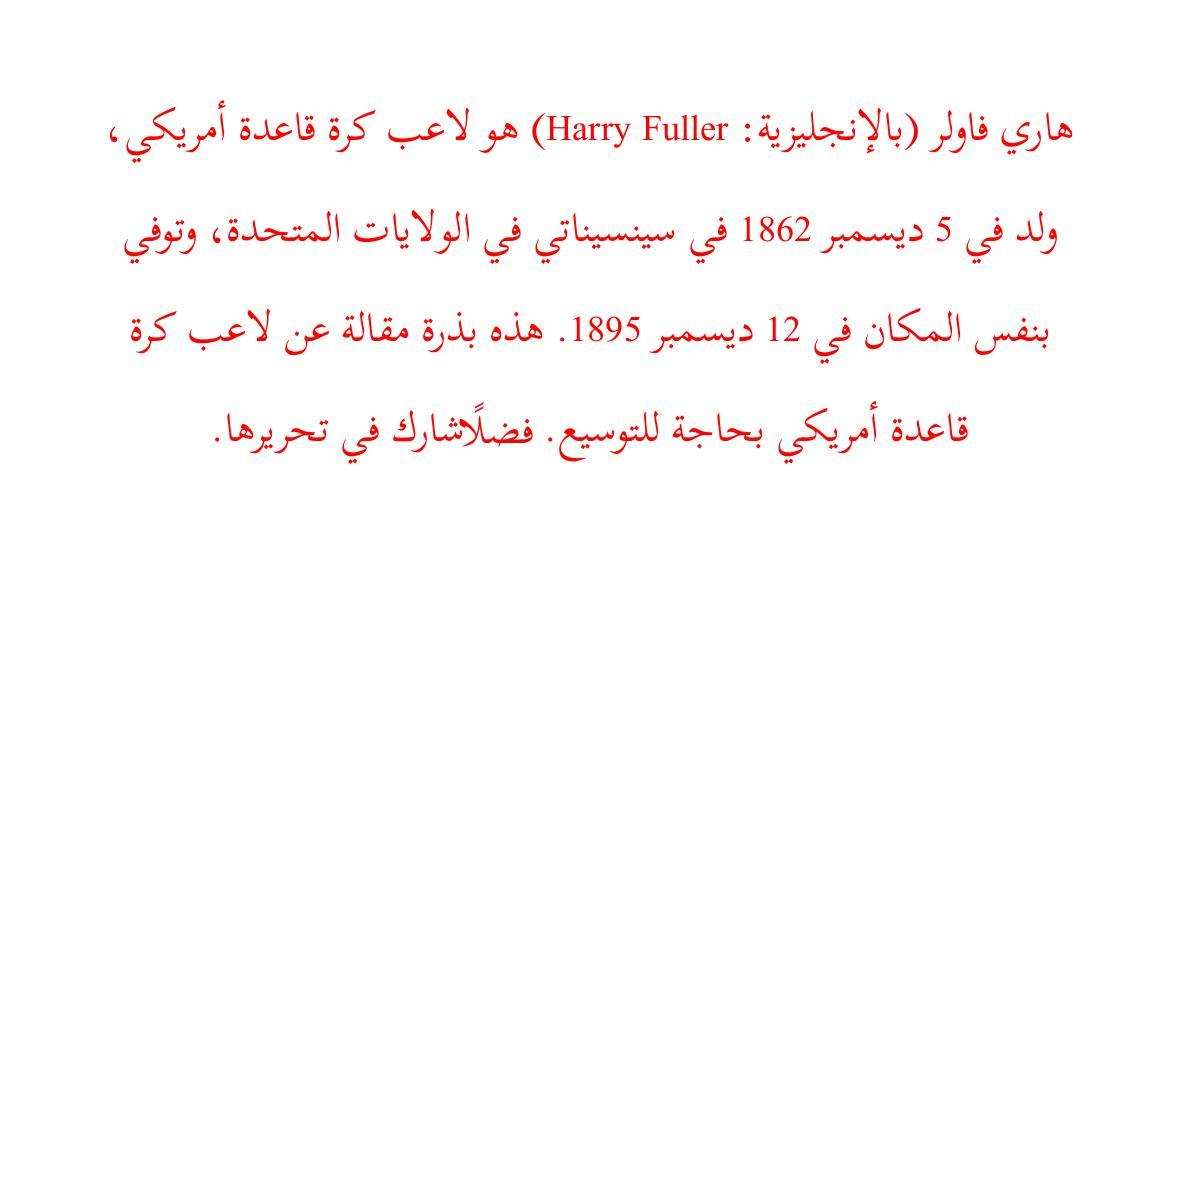 هاري فاولر (بالإنجليزية: Harry Fuller) هو لاعب كرة قاعدة أمريكي،
ولد في 5 ديسمبر 1862 في سينسيناتي في الولايات المتحدة، وتوفي
بنفس المكان في 12 ديسمبر 1895. هذه بذرة مقالة عن لاعب كرة
قاعدة أمريكي بحاجة للتوسيع. فضلًاشارك في تحريرها.